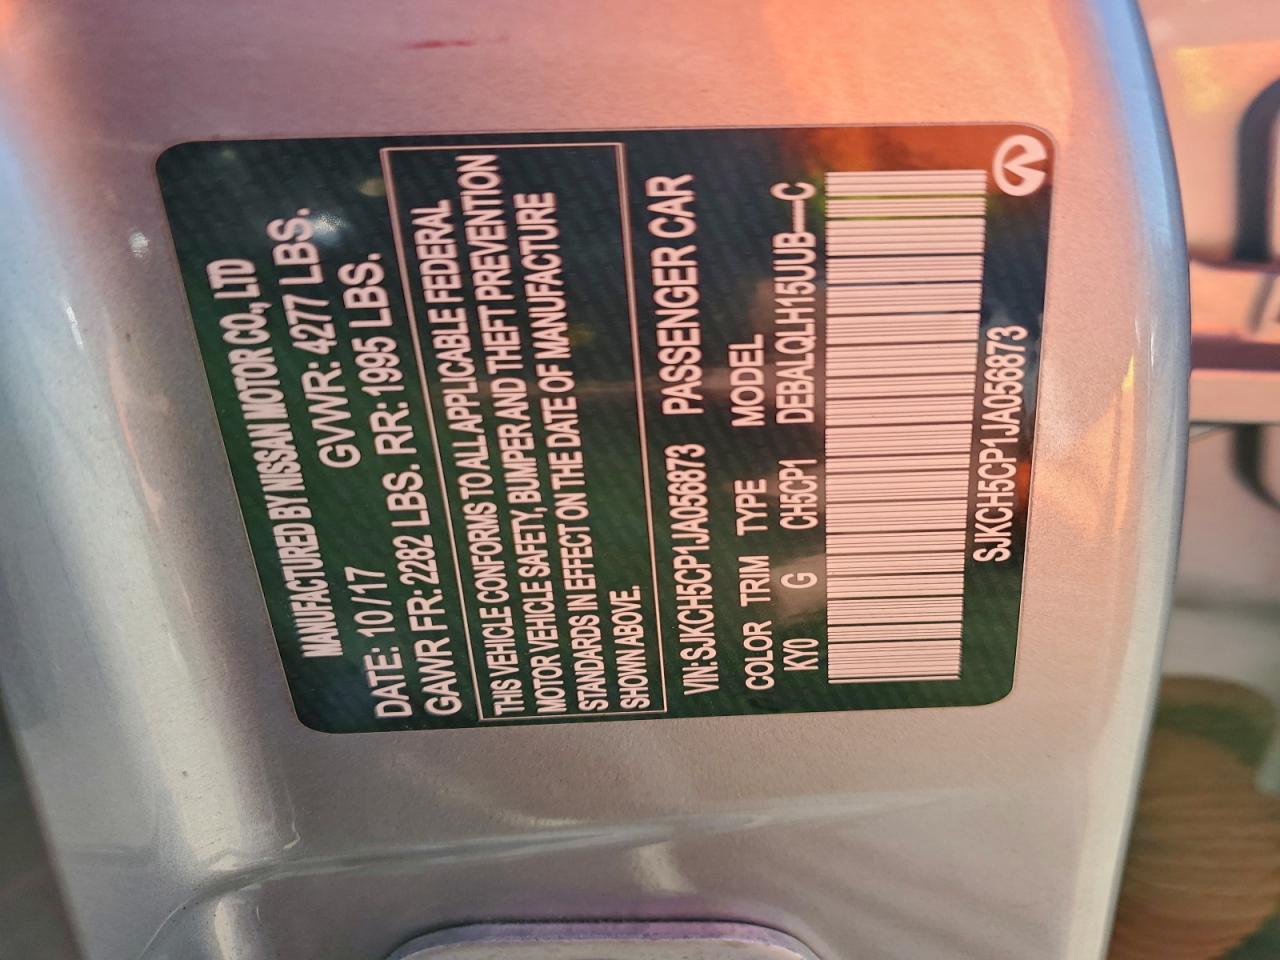 MANUFACTURED BY NISSAN MOTOR CO., LTD
DATE: 10/17 GVWR: 4277 LBS.
GAWR FR: 2282 LBS. RR: 1995 LBS.
THIS VEHICLE CONFORMS TO ALL APPLICABLE FEDERAL
MOTOR VEHICLE SAFETY, BUMPER AND THEFT PREVENTION
STANDARDS IN EFFECT ON THE DATE OF MANUFACTURE
SHOWN ABOVE.
VIN: SJKCH5CP1JA056873 PASSENGER CAR
COLOR TRIM TYPE MODEL
KY0 G CH5CP1 DEBALQLH15UUB----C
SJKCH5CP1JA056873